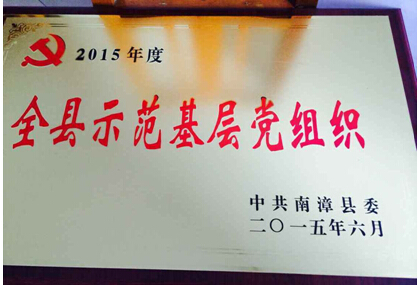 2015年度
全县示范基层党组织
中共南漳县委
二〇一五年六月